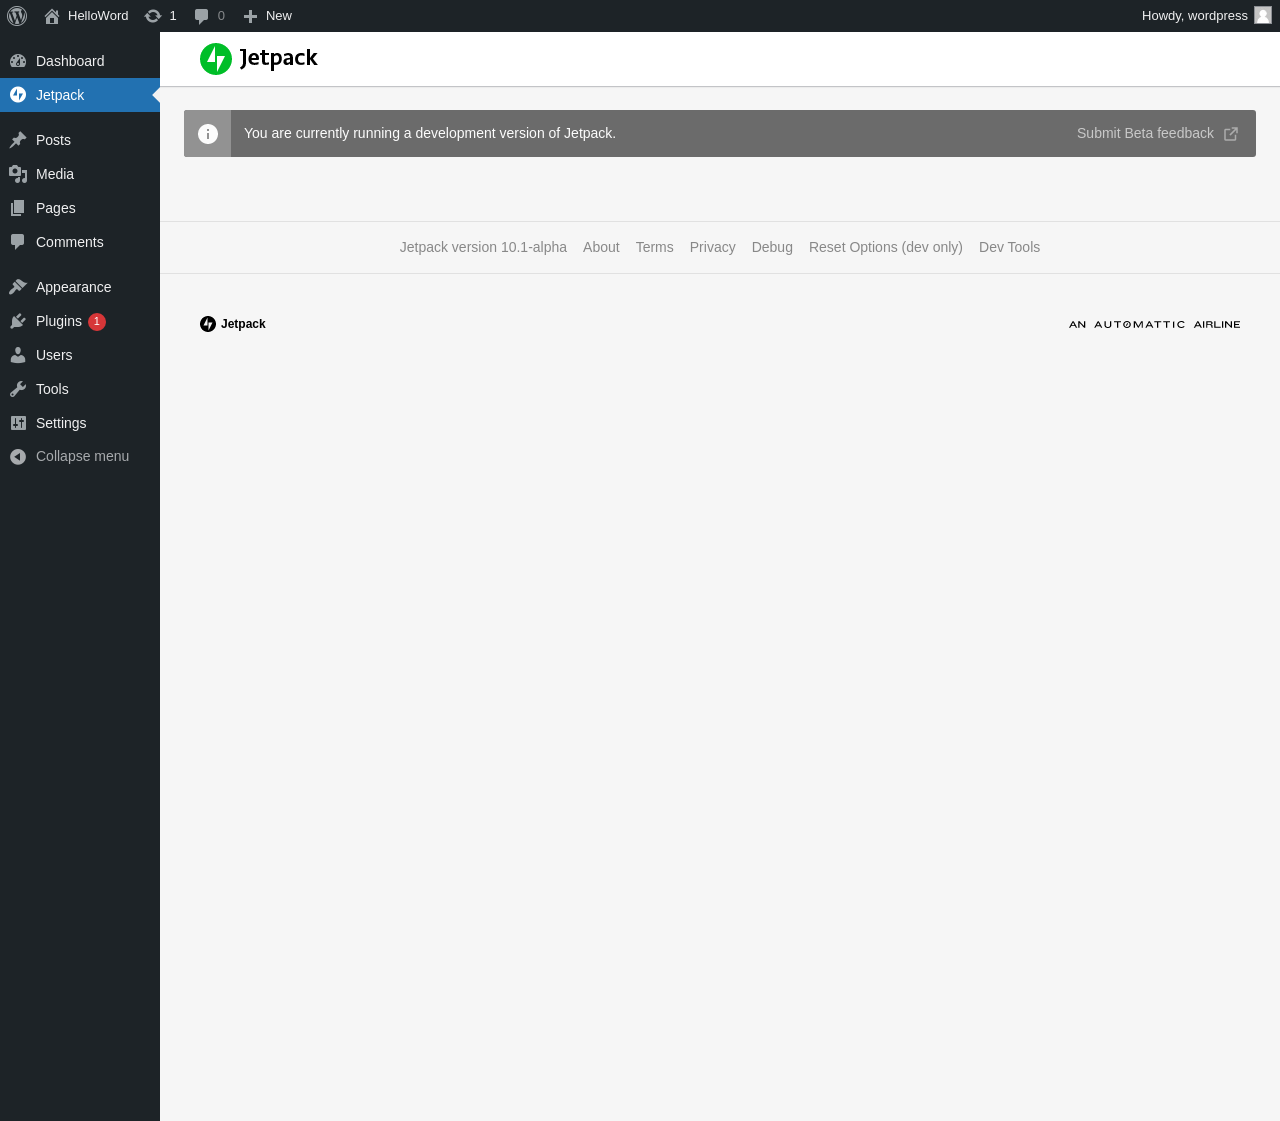 HelloWord 1 0 New Howdy, wordpress
Dashboard
Jetpack
Posts
Media
Pages
Comments
Appearance
Plugins 1
Users
Tools
Settings
Collapse menu
Jetpack
You are currently running a development version of Jetpack. Submit Beta feedback
Jetpack version 10.1-alpha About Terms Privacy Debug Reset Options (dev only) Dev Tools
Jetpack AN AUTOMATTIC AIRLINE